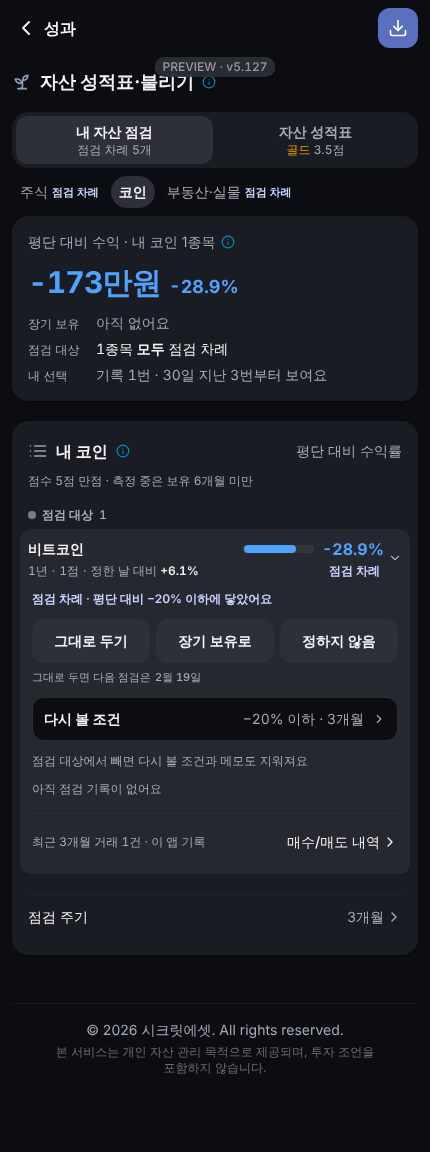 성과
PREVIEW · v5.127
자산 성적표·불리기
내 자산 점검
점검 차례 5개
자산 성적표
골드 3.5점
주식 점검 차례
코인
부동산·실물 점검 차례
평단 대비 수익 · 내 코인 1종목
-173만원 -28.9%
장기 보유 아직 없어요
점검 대상 1종목 모두 점검 차례
내 선택 기록 1번 · 30일 지난 3번부터 보여요
내 코인 평단 대비 수익률
점수 5점 만점 · 측정 중은 보유 6개월 미만
점검 대상 1
비트코인 -28.9%
1년 · 1점 · 정한 날 대비 +6.1% 점검 차례
점검 차례 · 평단 대비 −20% 이하에 닿았어요
그대로 두기 장기 보유로 정하지 않음
그대로 두면 다음 점검은 2월 19일
다시 볼 조건 −20% 이하 · 3개월
점검 대상에서 빼면 다시 볼 조건과 메모도 지워져요
아직 점검 기록이 없어요
최근 3개월 거래 1건 · 이 앱 기록 매수/매도 내역
점검 주기 3개월
© 2026 시크릿에셋. All rights reserved.
본 서비스는 개인 자산 관리 목적으로 제공되며, 투자 조언을
포함하지 않습니다.